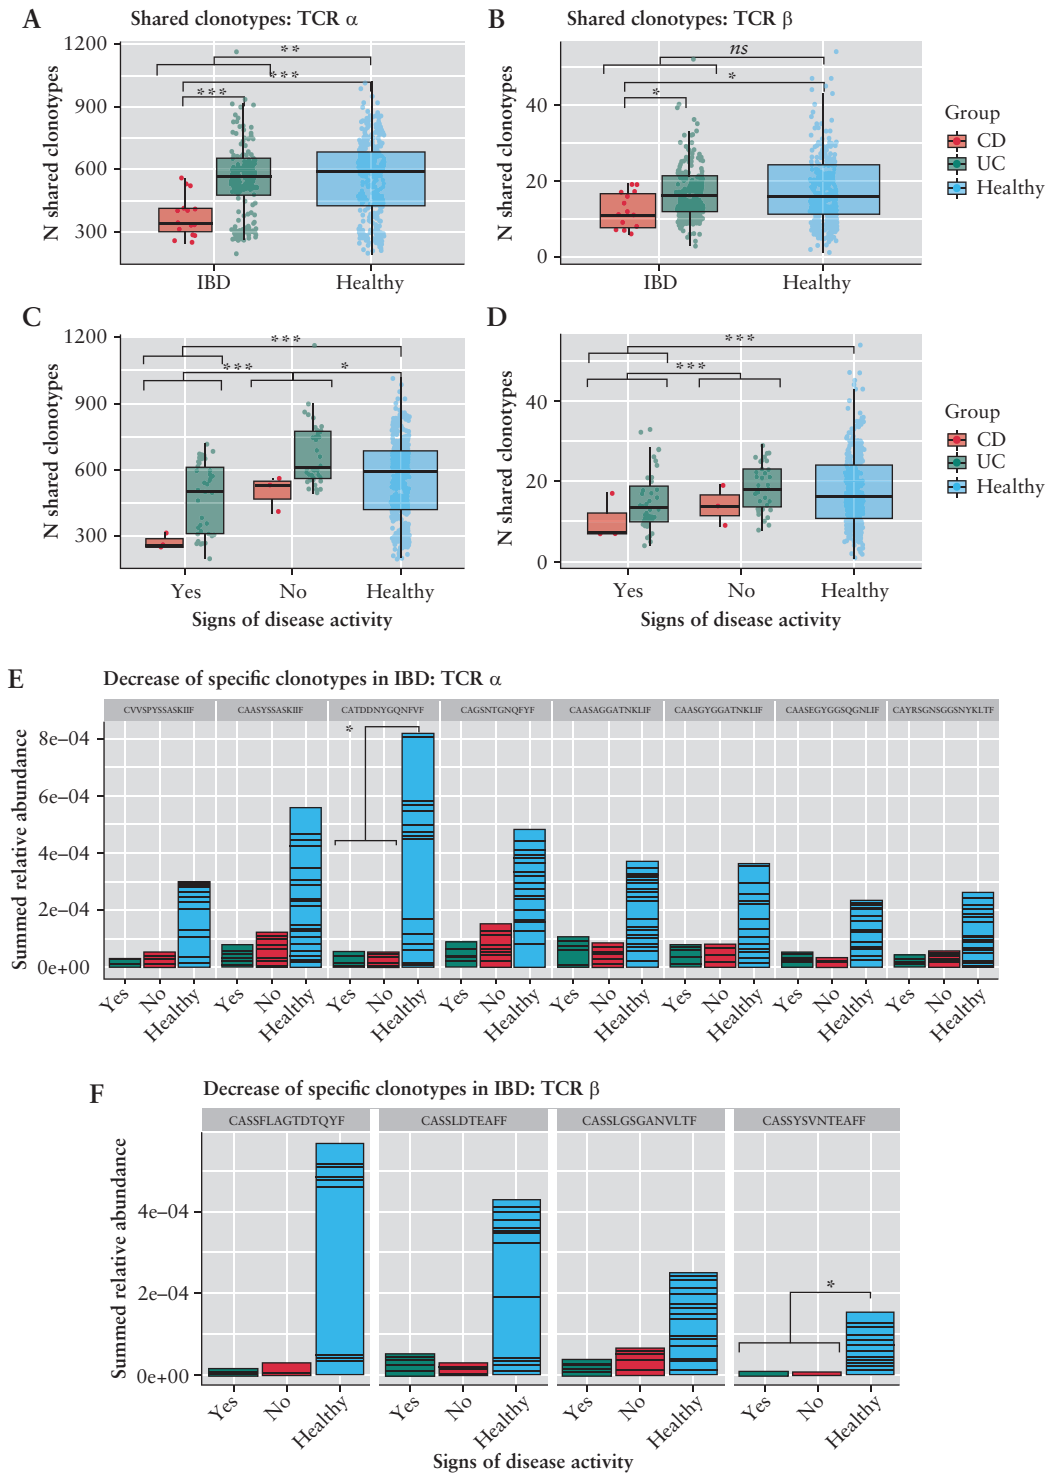 A
Shared clonotypes: TCR α
N shared clonotypes
1200
900
600
300
**
***
***
IBD
Healthy
B
Shared clonotypes: TCR β
N shared clonotypes
40
20
0
ns
*
*
IBD
Healthy
Group
CD
UC
Healthy
C
N shared clonotypes
1200
900
600
300
***
***
*
Yes
No
Healthy
Signs of disease activity
D
N shared clonotypes
40
20
0
***
***
Yes
No
Healthy
Signs of disease activity
Group
CD
UC
Healthy
E
Decrease of specific clonotypes in IBD: TCR α
CVVSPYSSASKIIF CAASYSSASKIIF CATDDNYGQNFVF CAGSNTGNQFYF CAASAGGATNKLIF CAASGYGGATNKLIF CAASEGYGGSQGNLIF CAYRSGNSGGSNYKLTF
Summed relative abundance
8e–04
6e–04
4e–04
2e–04
0e+00
*
Yes No Healthy Yes No Healthy Yes No Healthy Yes No Healthy Yes No Healthy Yes No Healthy Yes No Healthy Yes No Healthy
F
Decrease of specific clonotypes in IBD: TCR β
CASSFLAGTDTQYF CASSLDTEAFF CASSLGSGANVLTF CASSYSVNTEAFF
Summed relative abundance
4e–04
2e–04
0e+00
*
Yes No Healthy Yes No Healthy Yes No Healthy Yes No Healthy
Signs of disease activity